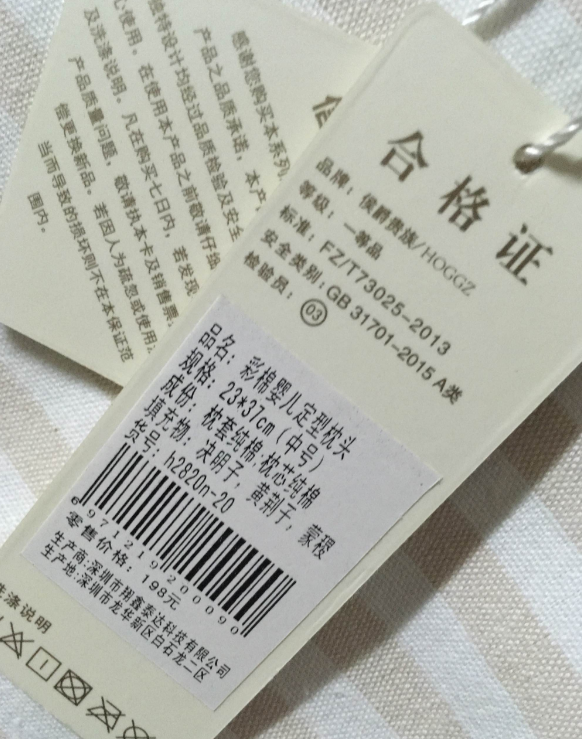 合格证
品牌：侯爵贵族/HOGGZ
等级：一等品
标准：FZ/T73025-2013
安全类别：GB 31701-2015 A类
检验员：03
品名：彩棉婴儿定型枕头
规格：23*37cm（中号）
成份：枕套纯棉,枕芯纯棉
填充物：决明子，黄荆子，蒙
货号：h2820n-20
6971219200090
零售价格：198元
生产商:深圳市翔鑫泰达科技有限公司
生产地:深圳市龙华新区白石龙二区
洗涤说明
感谢您购买本系列
产品之品质承诺，本产
独特设计均经过品质检验及安全
使用。在使用本产品之前敬请仔细
及洗涤说明。凡在购买七日内，若发现
产品质量问题，敬请执本卡及销售票
偿更换新品。若因人为疏忽或使用
当而导致的损坏则不在本保证范
围内。